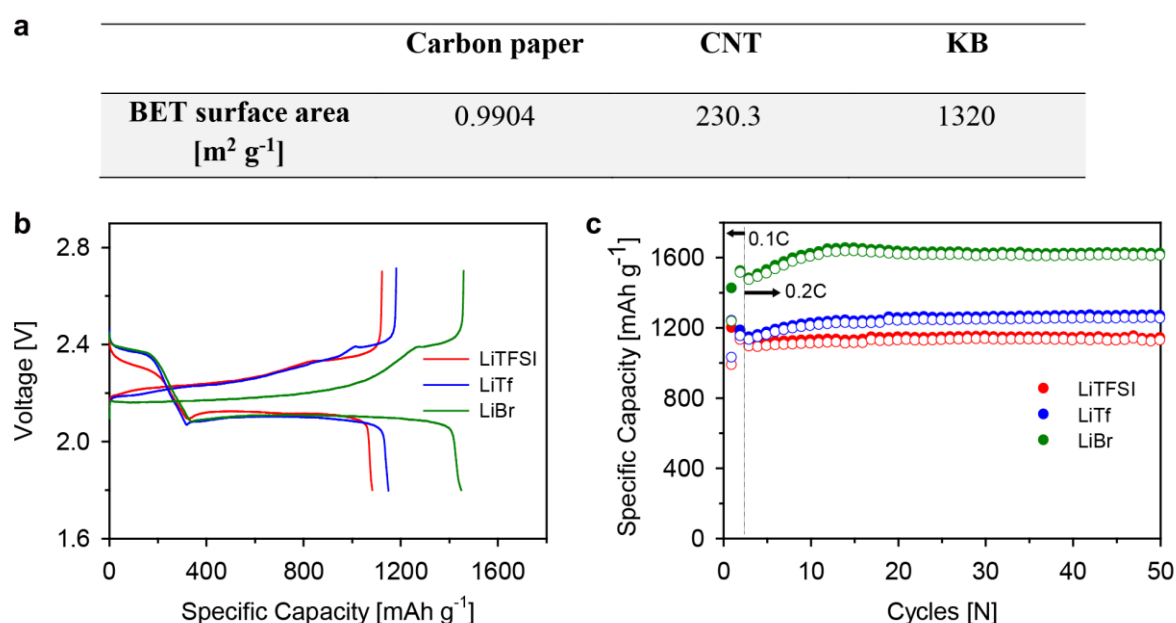 a
Carbon paper CNT KB
BET surface area [m² g⁻¹] 0.9904 230.3 1320
b
2.8
2.4
2.0
1.6
Voltage [V]
LiTFSI
LiTf
LiBr
0 400 800 1200 1600
Specific Capacity [mAh g⁻¹]
c
1600
1200
800
400
0
Specific Capacity [mAh g⁻¹]
0.1C
0.2C
LiTFSI
LiTf
LiBr
0 10 20 30 40 50
Cycles [N]